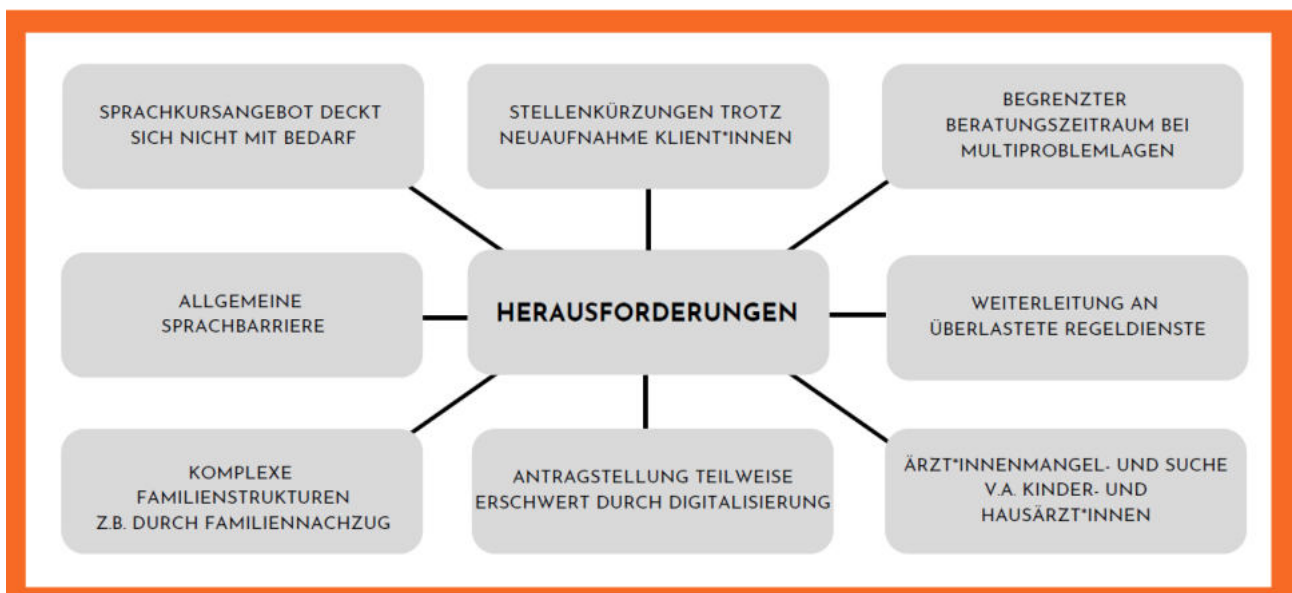 SPRACHKURSANGEBOT DECKT
SICH NICHT MIT BEDARF
STELLENKÜRZUNGEN TROTZ
NEUAUFNAHME KLIENT*INNEN
BEGRENZTER
BERATUNGSZEITRAUM BEI
MULTIPROBLEMLAGEN
ALLGEMEINE
SPRACHBARRIERE
HERAUSFORDERUNGEN
WEITERLEITUNG AN
ÜBERLASTETE REGELDIENSTE
KOMPLEXE
FAMILIENSTRUKTUREN
Z.B. DURCH FAMILIENNACHZUG
ANTRAGSTELLUNG TEILWEISE
ERSCHWERT DURCH DIGITALISIERUNG
ÄRZT*INNENMANGEL- UND SUCHE
V.A. KINDER- UND
HAUSÄRZT*INNEN